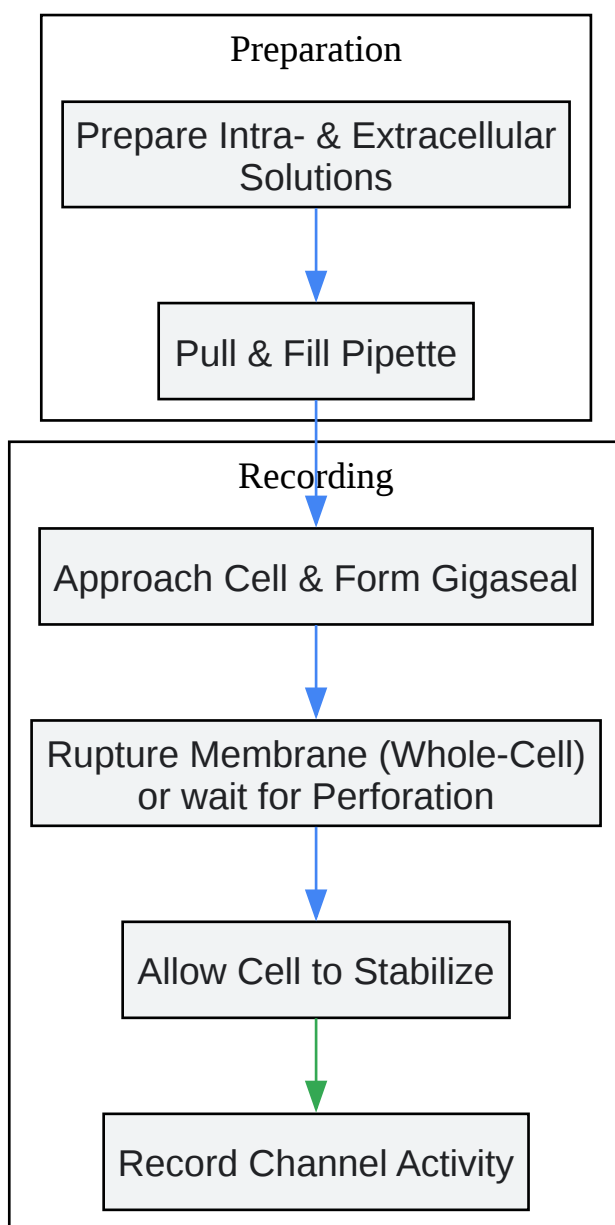 Preparation
Prepare Intra- & Extracellular
Solutions
Pull & Fill Pipette
Recording
Approach Cell & Form Gigaseal
Rupture Membrane (Whole-Cell)
or wait for Perforation
Allow Cell to Stabilize
Record Channel Activity